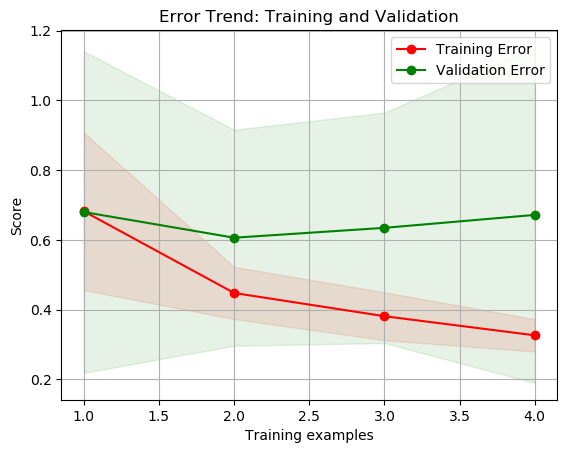 Error Trend: Training and Validation
1.2
1.0
0.8
0.6
0.4
0.2
Score
Training Error
Validation Error
1.0 1.5 2.0 2.5 3.0 3.5 4.0
Training examples